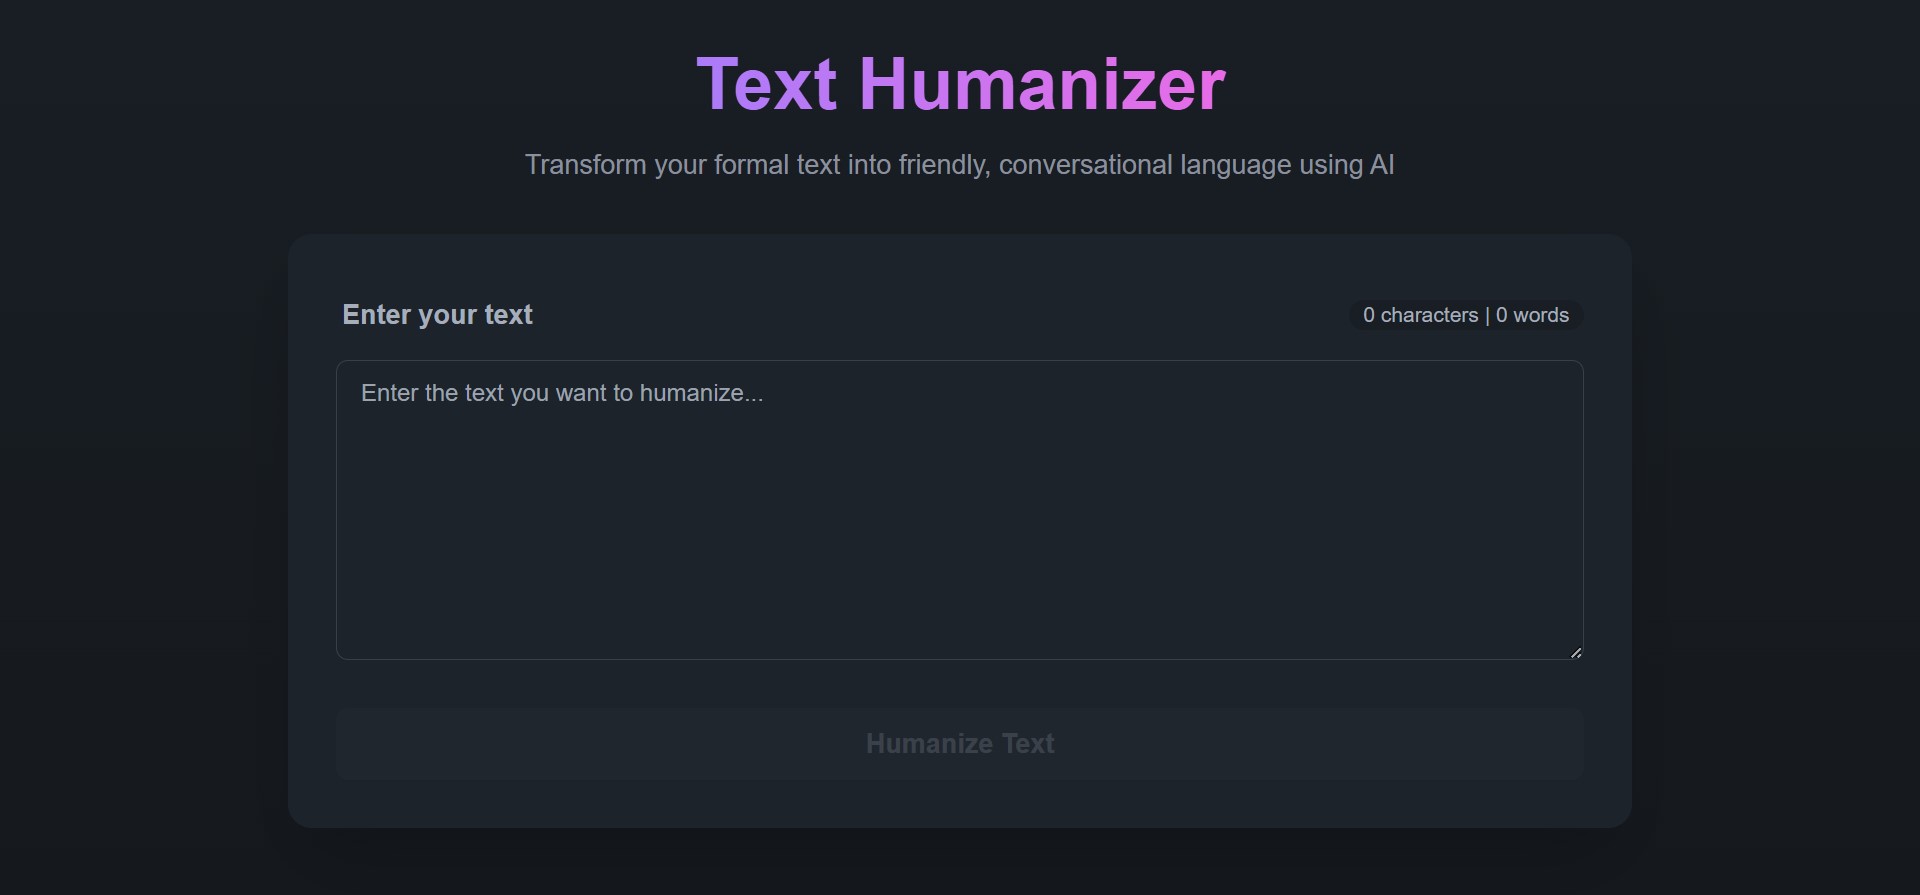 Text Humanizer
Transform your formal text into friendly, conversational language using AI
Enter your text
0 characters | 0 words
Enter the text you want to humanize...
Humanize Text